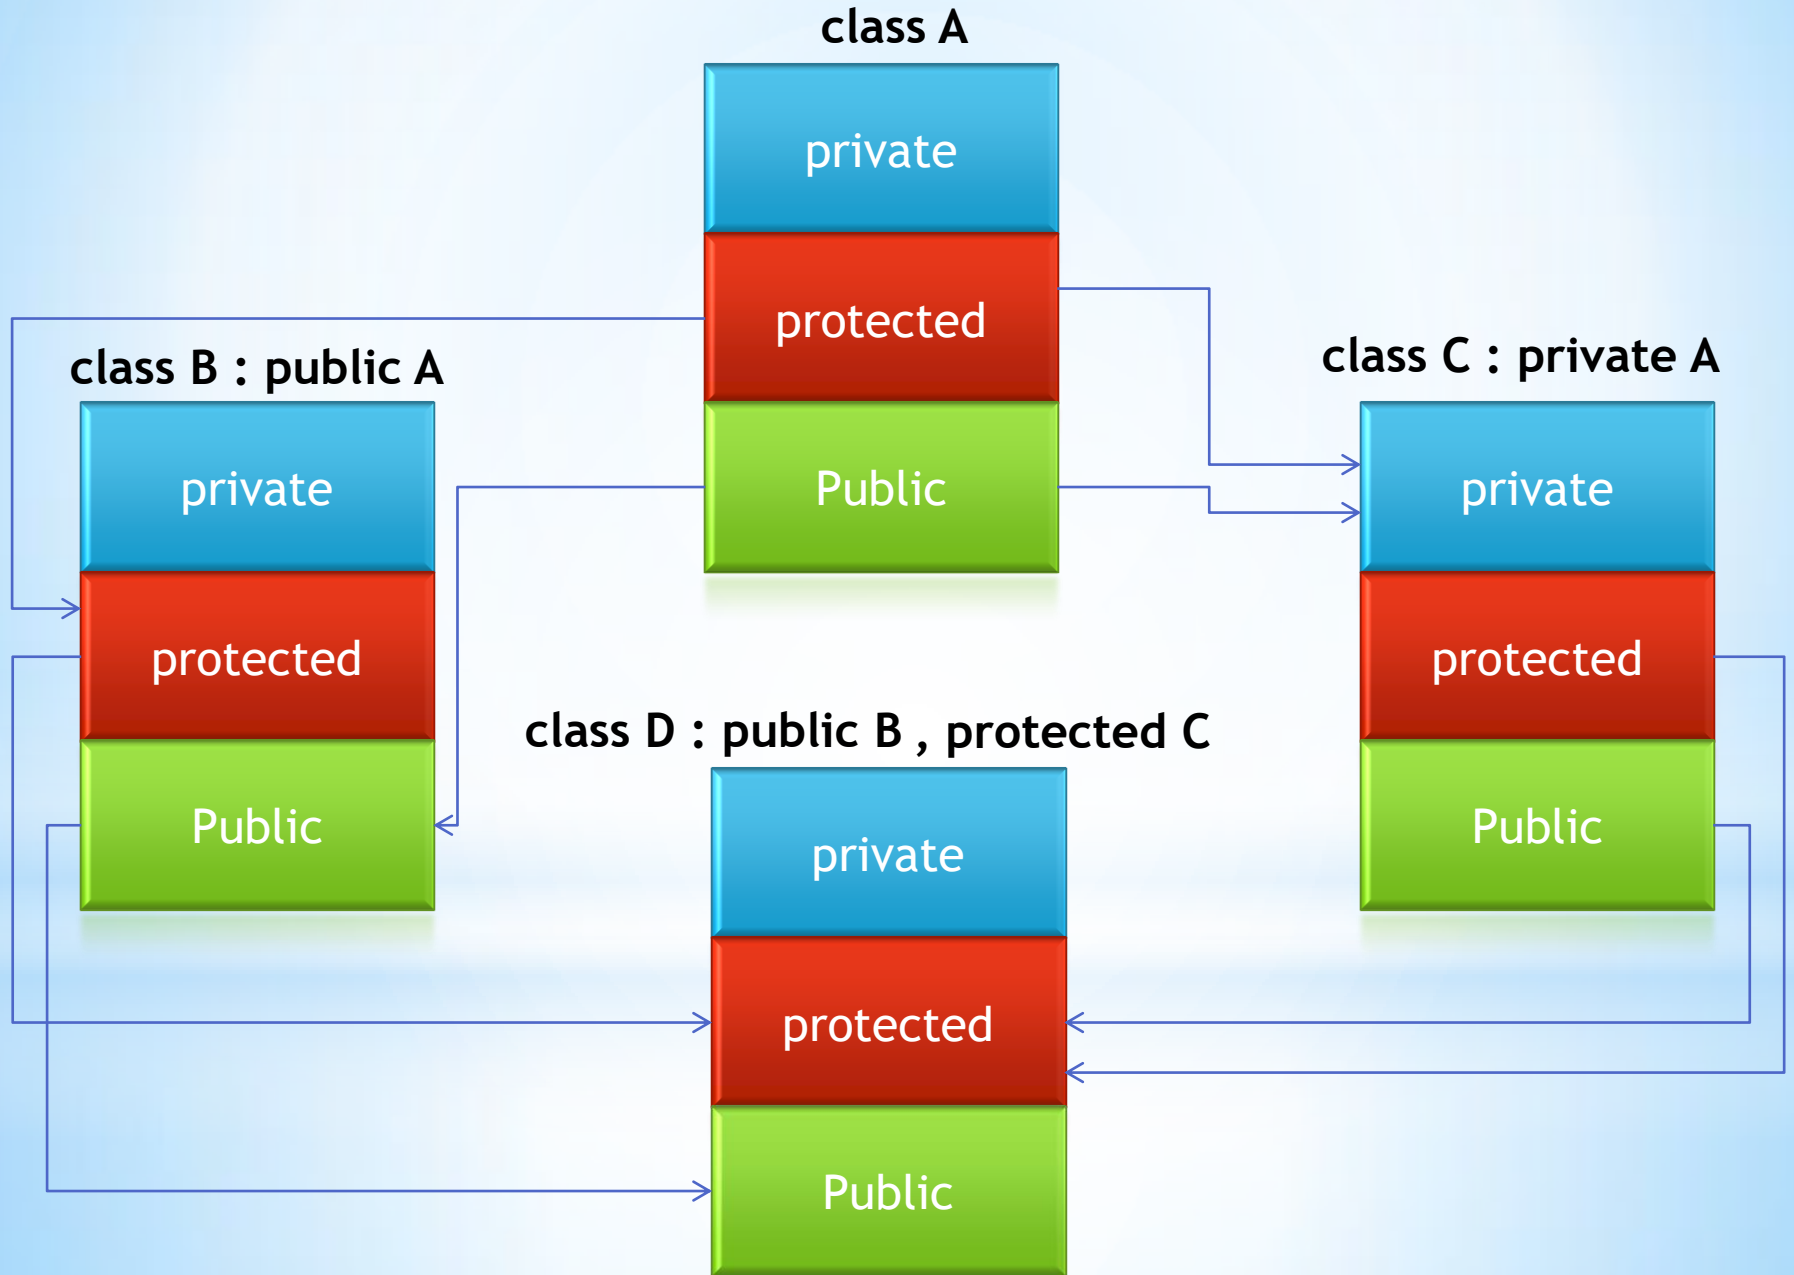 class A
private
protected
Public
class B : public A
private
protected
Public
class C : private A
private
protected
Public
class D : public B , protected C
private
protected
Public